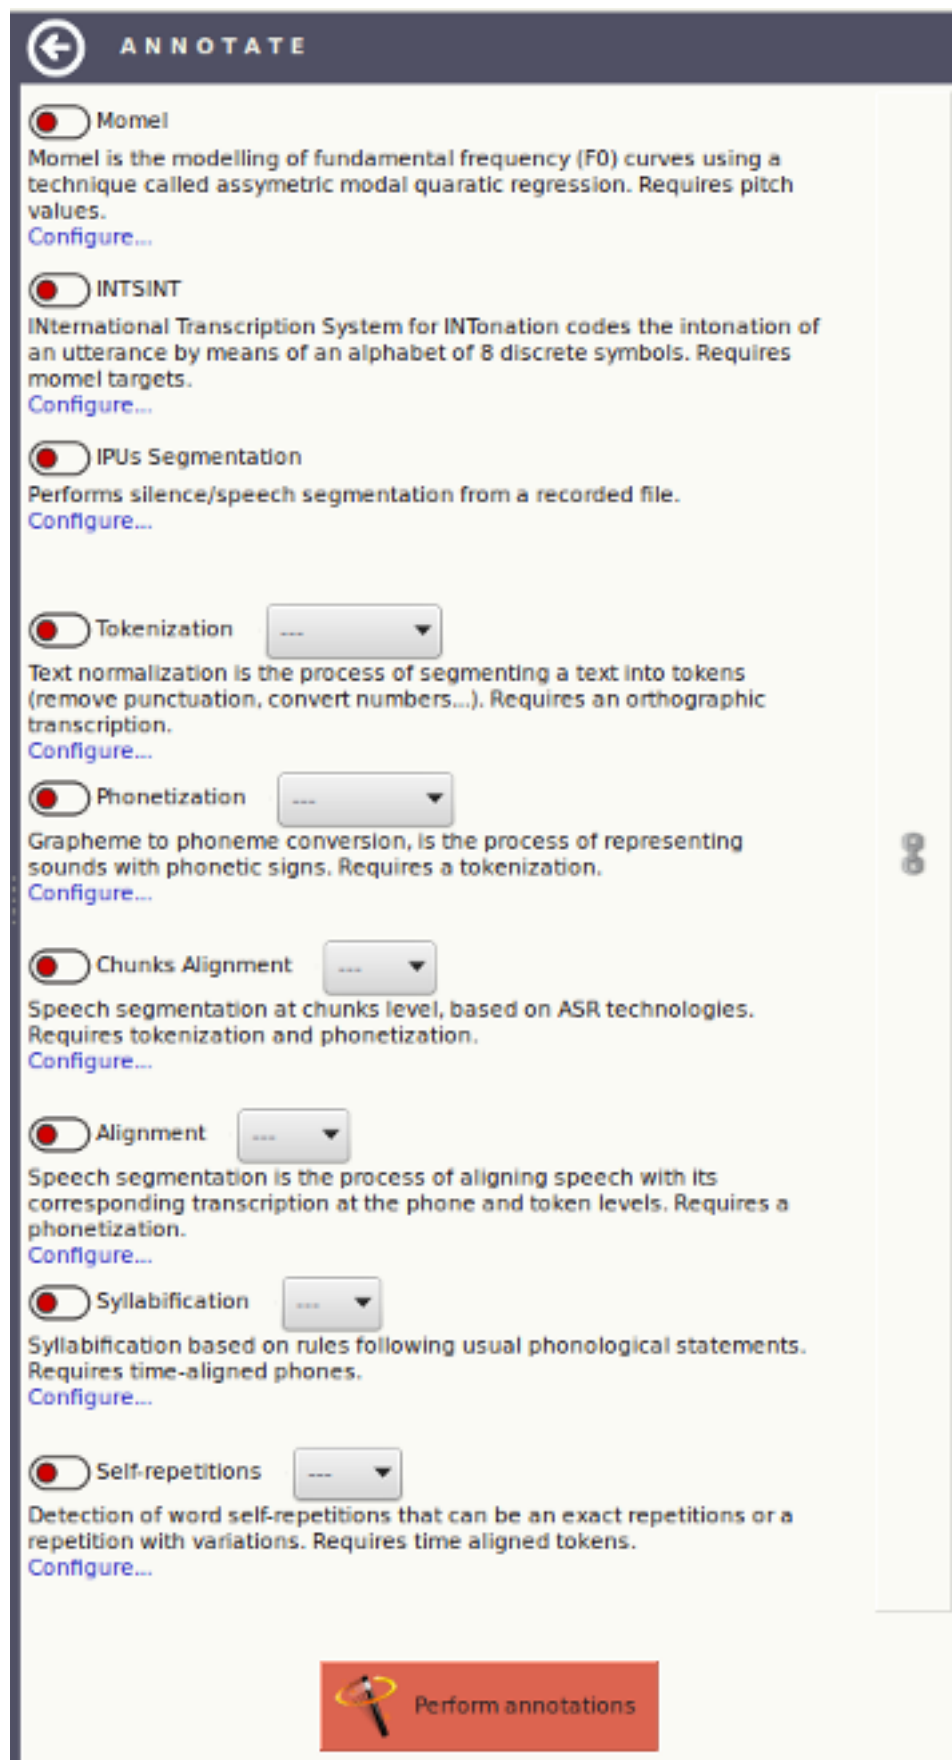 ANNOTATE
Momel
Momel is the modelling of fundamental frequency (F0) curves using a
technique called assymetric modal quaratic regression. Requires pitch
values.
Configure...
INTSINT
INternational Transcription System for INTonation codes the intonation of
an utterance by means of an alphabet of 8 discrete symbols. Requires
momel targets.
Configure...
IPUs Segmentation
Performs silence/speech segmentation from a recorded file.
Configure...
Tokenization ---
Text normalization is the process of segmenting a text into tokens
(remove punctuation, convert numbers...). Requires an orthographic
transcription.
Configure...
Phonetization ---
Grapheme to phoneme conversion, is the process of representing
sounds with phonetic signs. Requires a tokenization.
Configure...
Chunks Alignment ---
Speech segmentation at chunks level, based on ASR technologies.
Requires tokenization and phonetization.
Configure...
Alignment ---
Speech segmentation is the process of aligning speech with its
corresponding transcription at the phone and token levels. Requires a
phonetization.
Configure...
Syllabification ---
Syllabification based on rules following usual phonological statements.
Requires time-aligned phones.
Configure...
Self-repetitions ---
Detection of word self-repetitions that can be an exact repetitions or a
repetition with variations. Requires time aligned tokens.
Configure...
Perform annotations